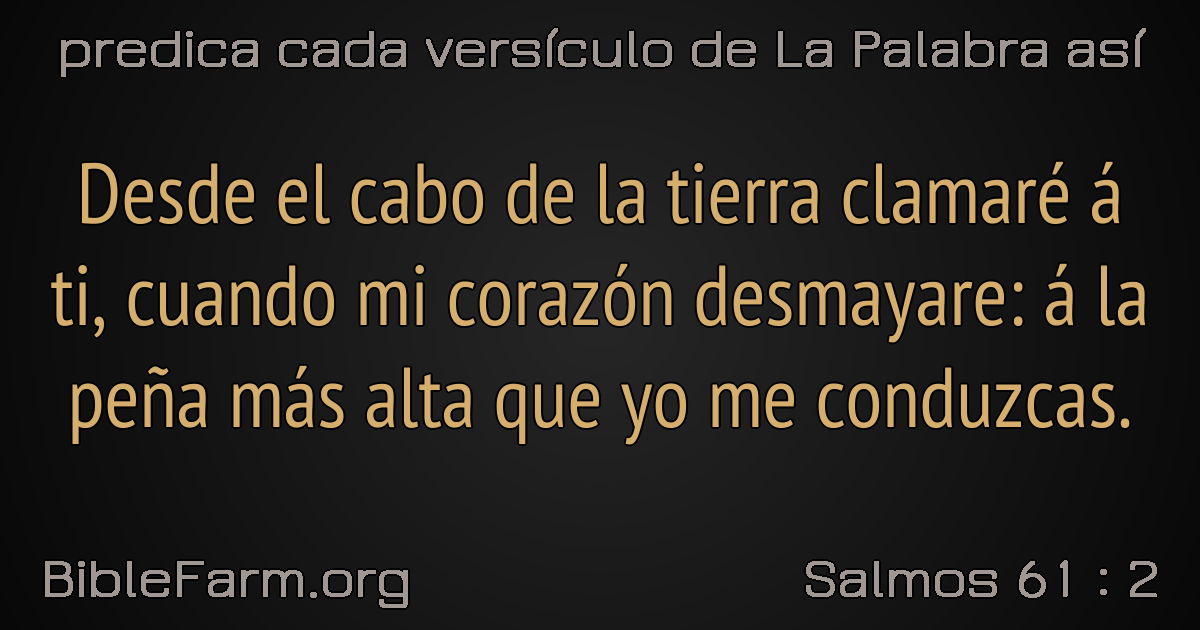 predica cada versículo de La Palabra así
Desde el cabo de la tierra clamaré á
ti, cuando mi corazón desmayare: á la
peña más alta que yo me conduzcas.
BibleFarm.org
Salmos 61 : 2